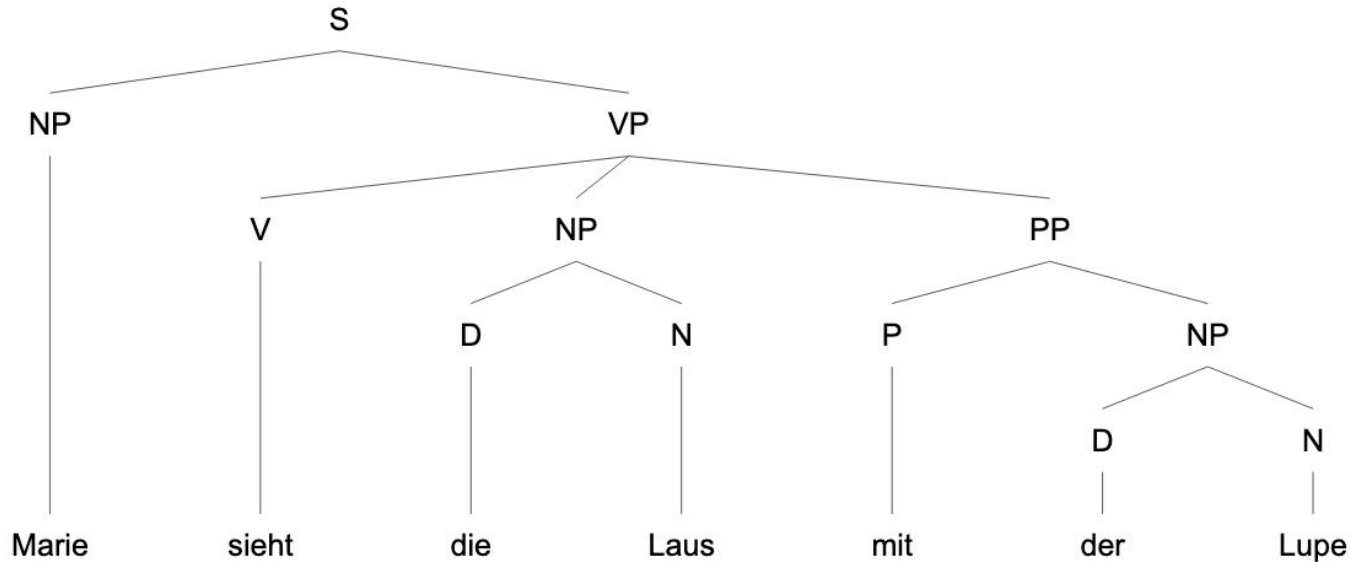 S
NP VP
V NP PP
D N P NP
D N
Marie sieht die Laus mit der Lupe